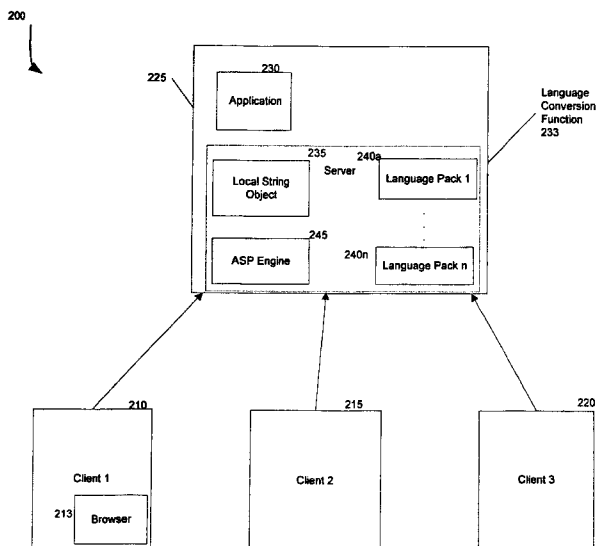 200
225
230
Application
Language
Conversion
Function
233
235
Server
240a
Local String
Object
Language Pack 1
245
ASP Engine
240n
Language Pack n
210
Client 1
213
Browser
215
Client 2
220
Client 3